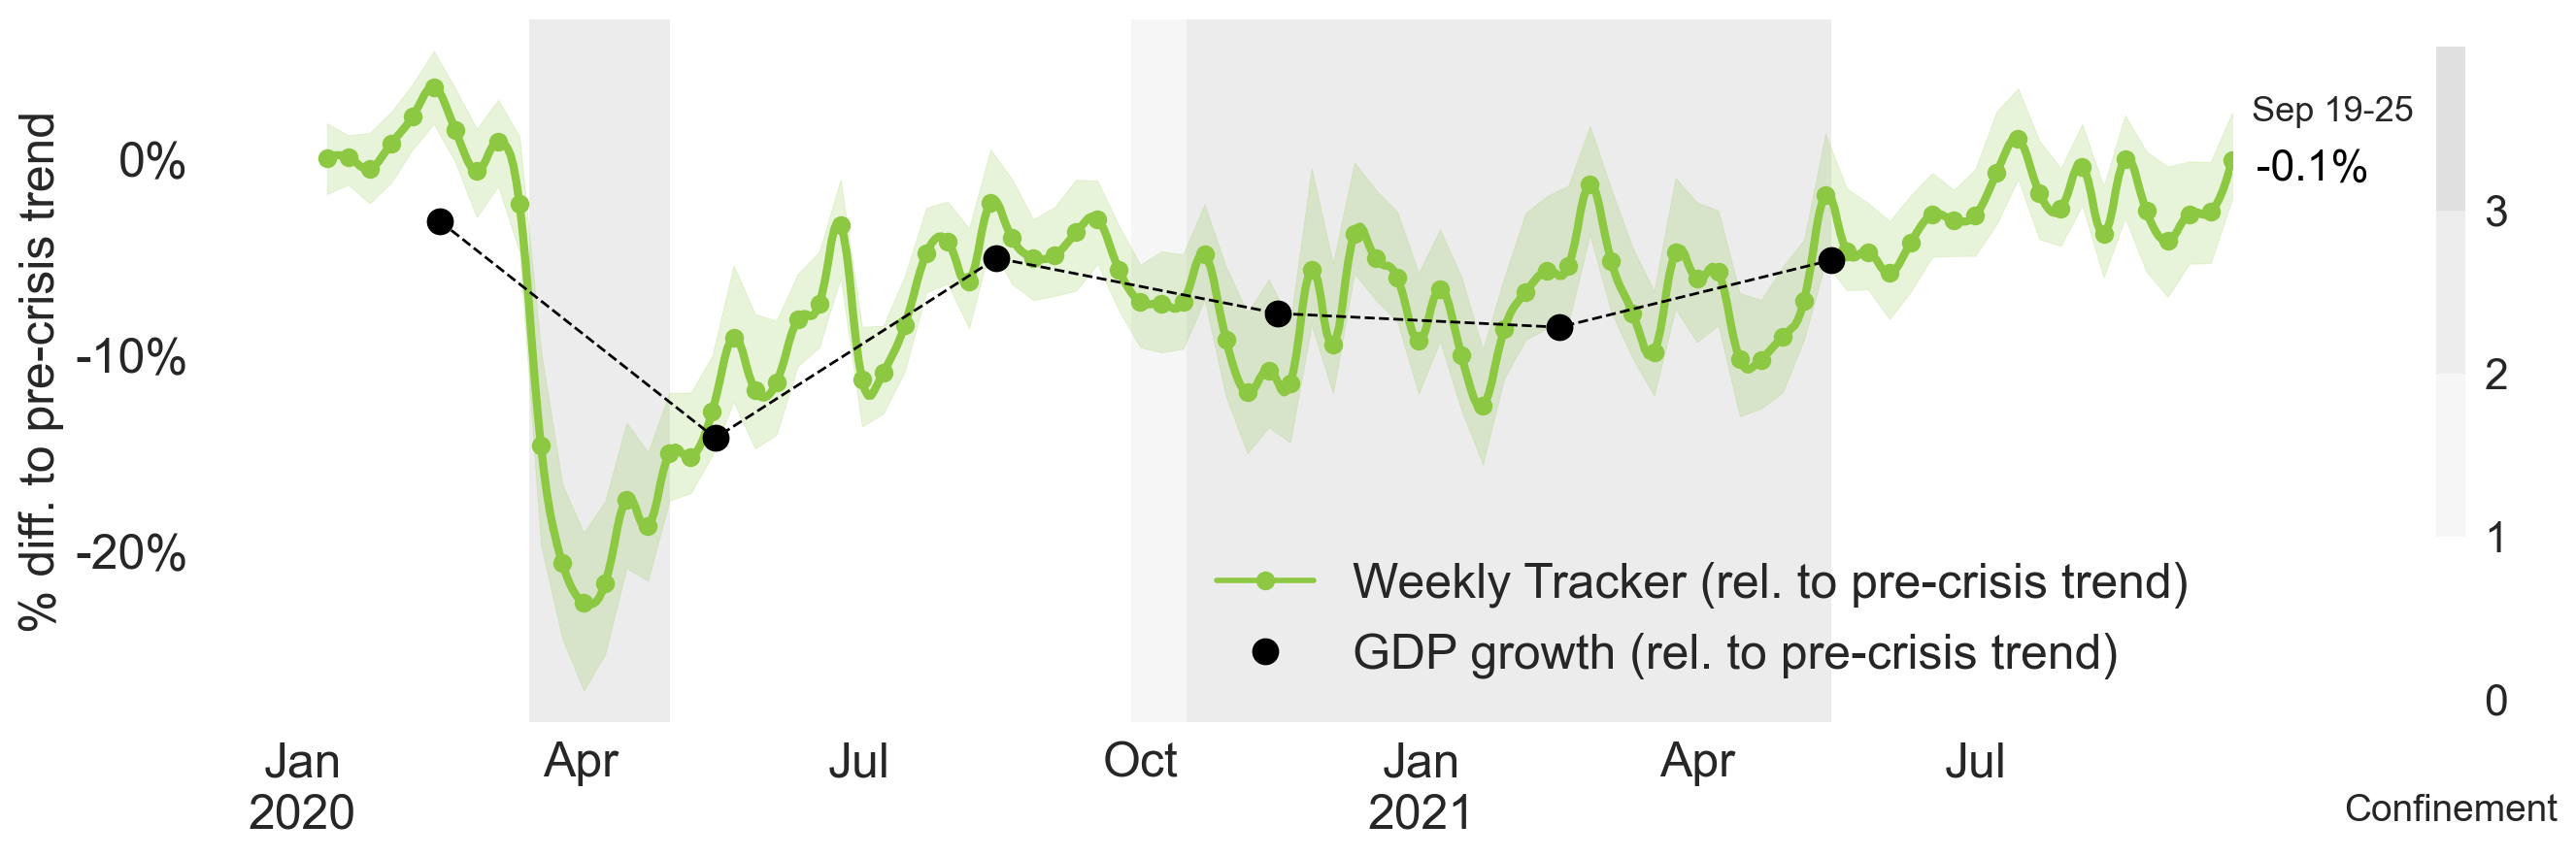 % diff. to pre-crisis trend
0%
-10%
-20%
Sep 19-25
-0.1%
3
2
1
0
Weekly Tracker (rel. to pre-crisis trend)
GDP growth (rel. to pre-crisis trend)
Jan Apr Jul Oct Jan Apr Jul
2020 2021
Confinement